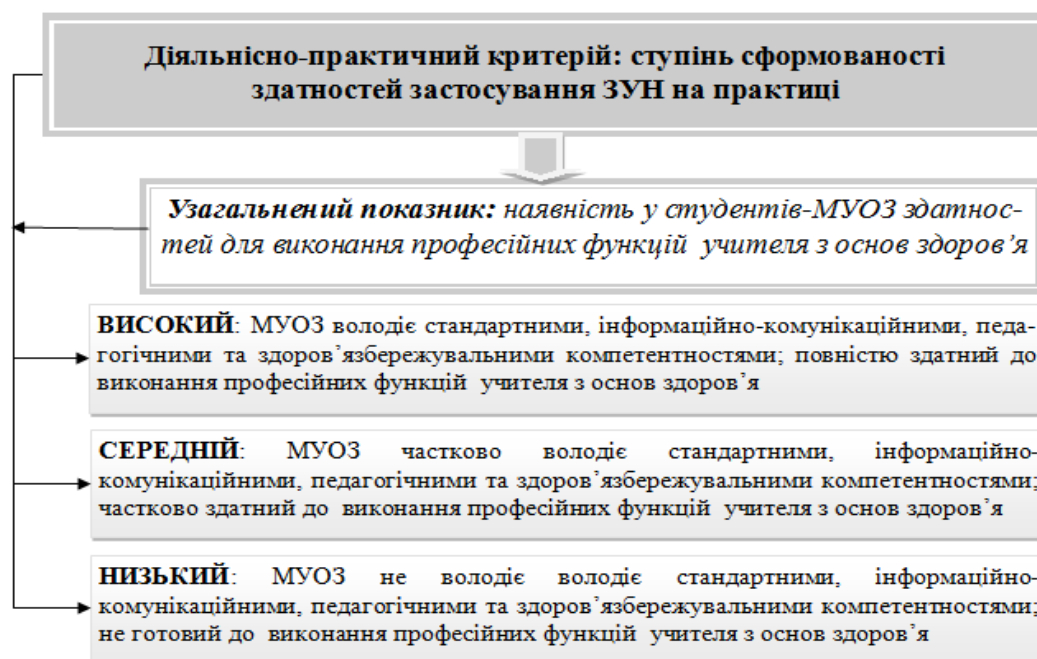 Діяльнісно-практичний критерій: ступінь сформованості
здатностей застосування ЗУН на практиці
Узагальнений показник: наявність у студентів-МУОЗ здатнос-
тей для виконання професійних функцій учителя з основ здоров’я
ВИСОКИЙ: МУОЗ володіє стандартними, інформаційно-комунікаційними, педа-
гогічними та здоров’язбережувальними компетентностями; повністю здатний до
виконання професійних функцій учителя з основ здоров’я
СЕРЕДНІЙ: МУОЗ частково володіє стандартними, інформаційно-
комунікаційними, педагогічними та здоров’язбережувальними компетентностями;
частково здатний до виконання професійних функцій учителя з основ здоров’я
НИЗЬКИЙ: МУОЗ не володіє володіє стандартними, інформаційно-
комунікаційними, педагогічними та здоров’язбережувальними компетентностями;
не готовий до виконання професійних функцій учителя з основ здоров’я